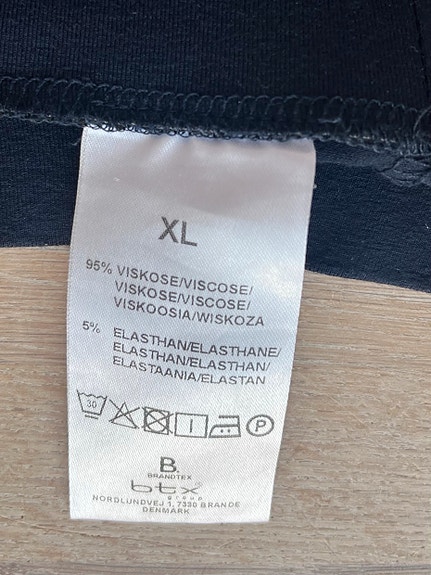 XL
95% VISKOSE/VISCOSE/
VISKOSE/VISCOSE/
VISKOOSIA/WISKOZA
5% ELASTHAN/ELASTHANE/
ELASTHAN/ELASTHAN/
ELASTAANIA/ELASTAN
30 I P
B.
BRANDTEX
btx
group
NORDLUNDVEJ 1, 7330 BRANDE
DENMARK